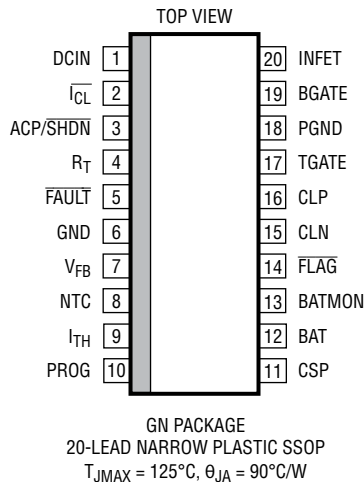 TOP VIEW
DCIN 1 20 INFET
I̅C̅L̅ 2 19 BGATE
ACP/S̅H̅D̅N̅ 3 18 PGND
RT 4 17 TGATE
F̅A̅U̅L̅T̅ 5 16 CLP
GND 6 15 CLN
VFB 7 14 F̅L̅A̅G̅
NTC 8 13 BATMON
ITH 9 12 BAT
PROG 10 11 CSP
GN PACKAGE
20-LEAD NARROW PLASTIC SSOP
TJMAX = 125°C, θJA = 90°C/W